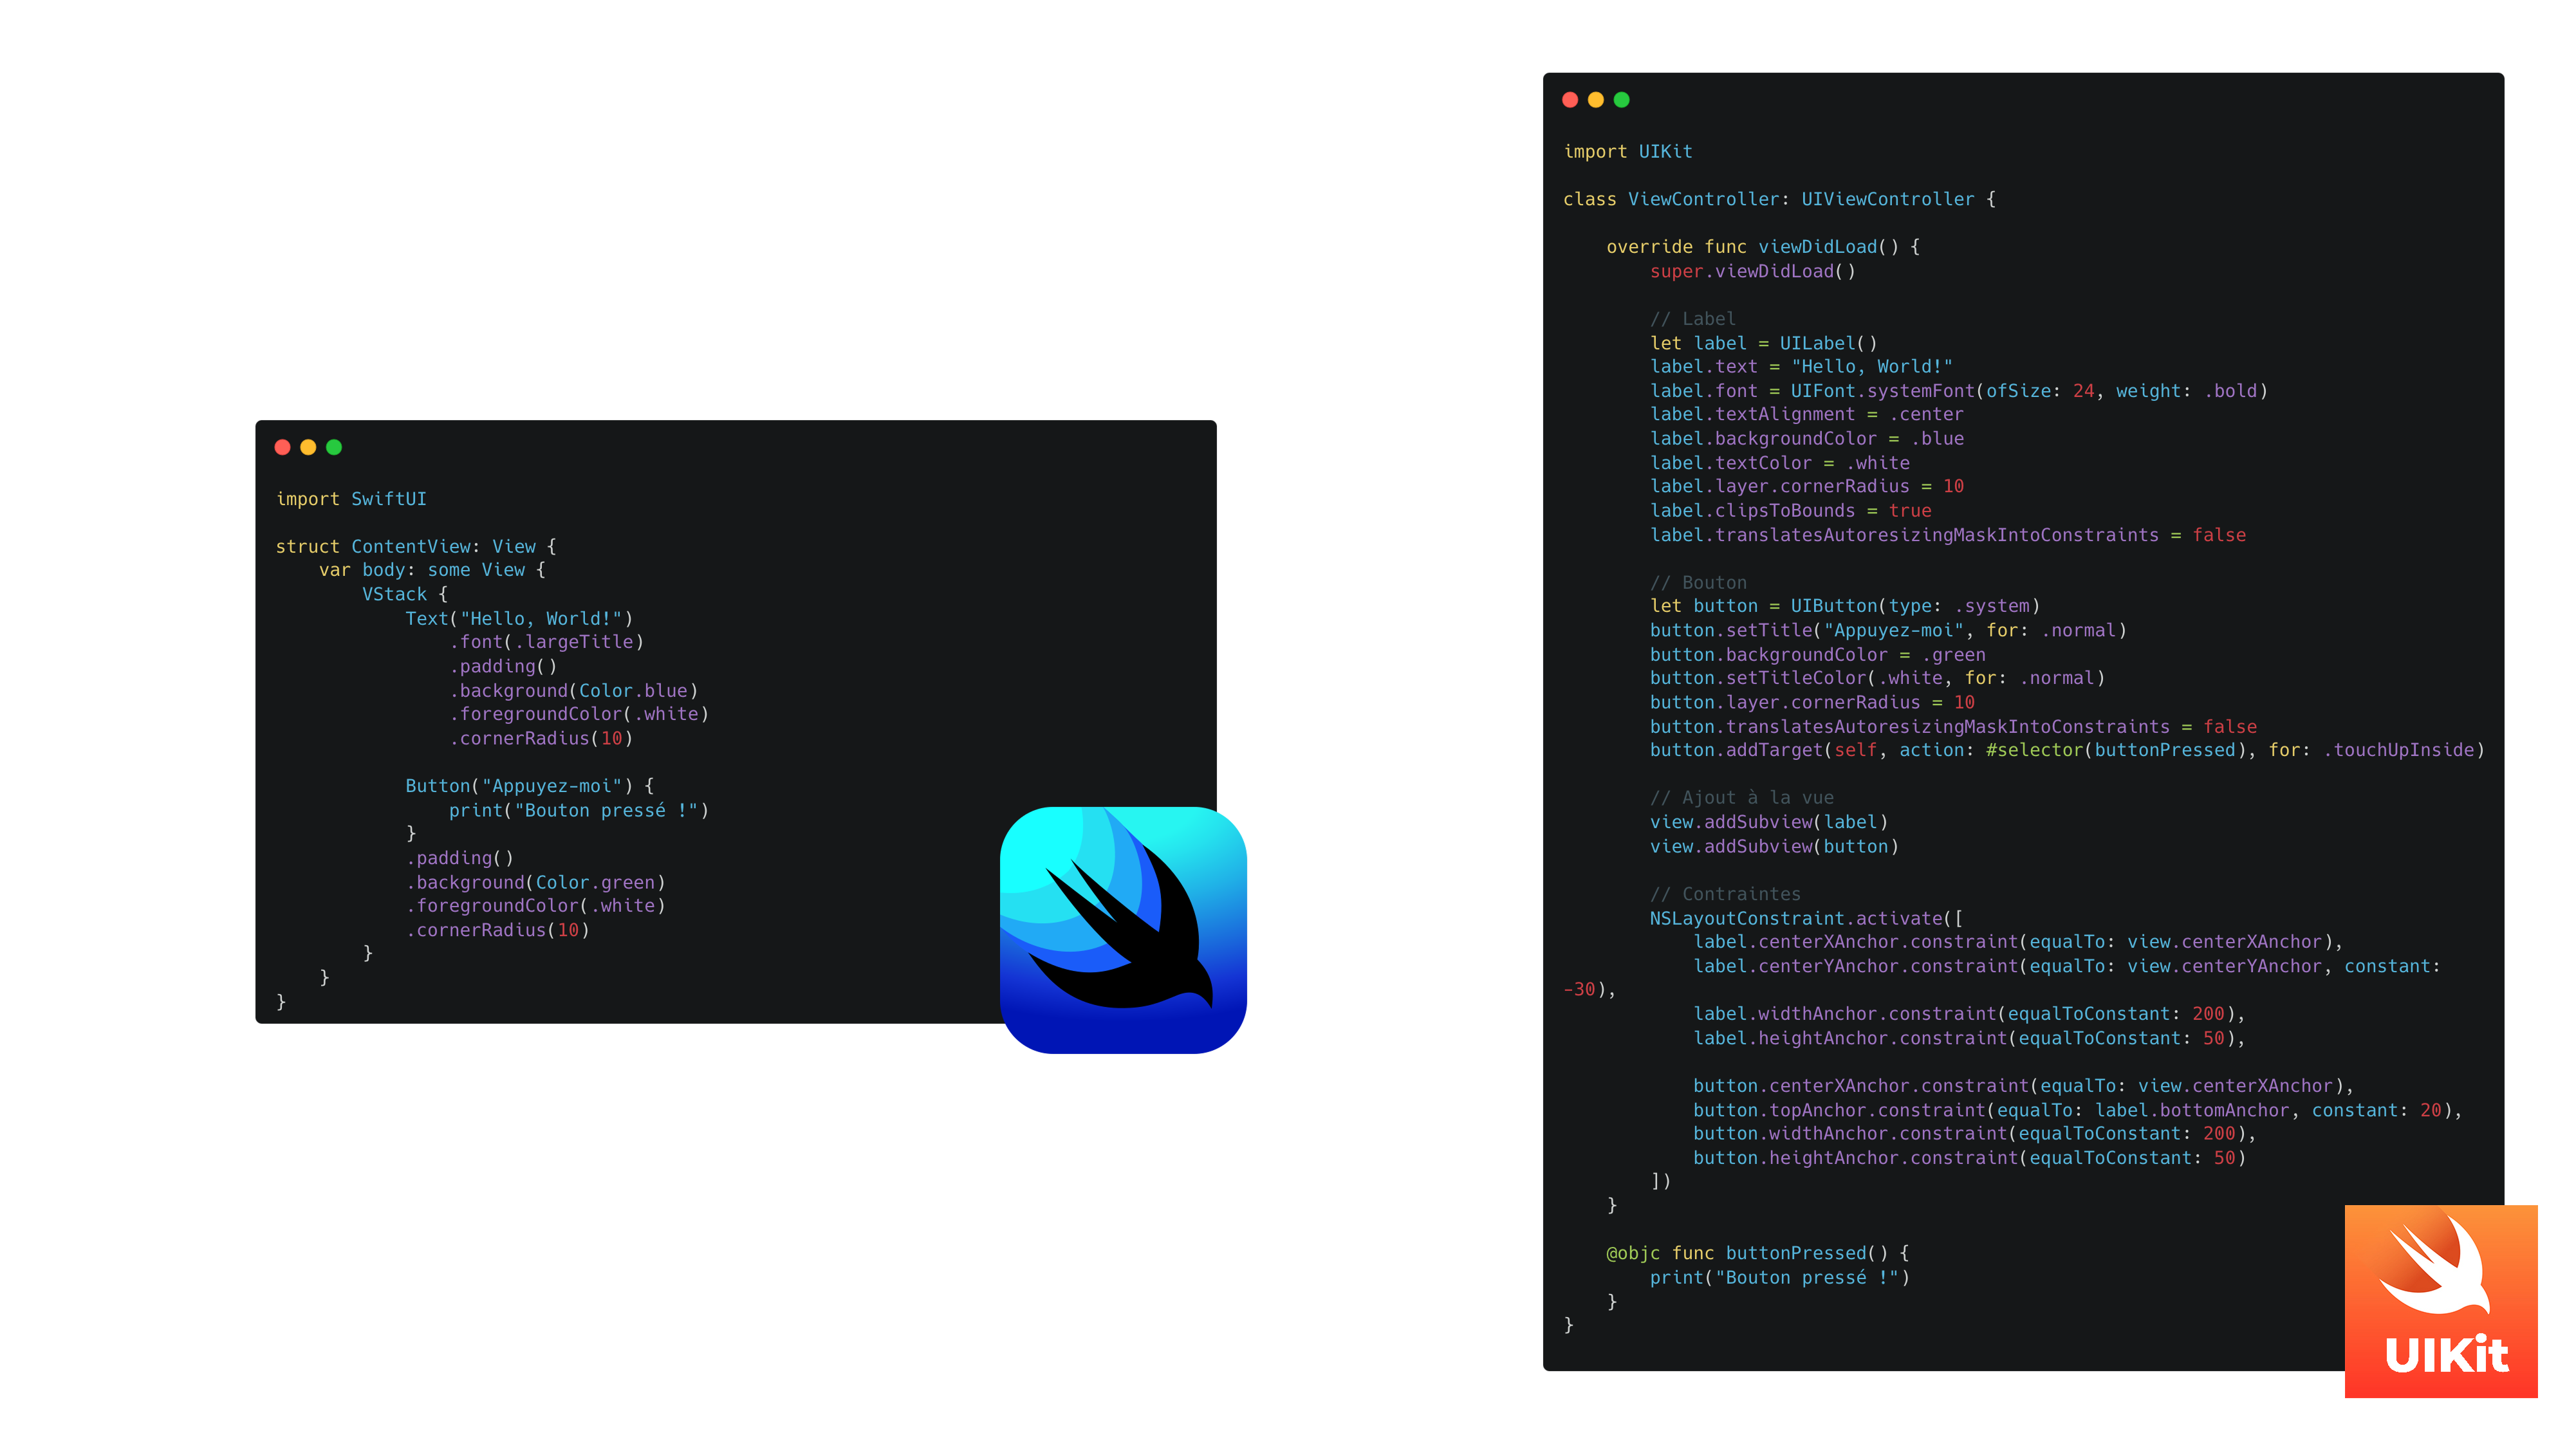 import SwiftUI

struct ContentView: View {
    var body: some View {
        VStack {
            Text("Hello, World!")
                .font(.largeTitle)
                .padding()
                .background(Color.blue)
                .foregroundColor(.white)
                .cornerRadius(10)

            Button("Appuyez-moi") {
                print("Bouton pressé !")
            }
            .padding()
            .background(Color.green)
            .foregroundColor(.white)
            .cornerRadius(10)
        }
    }
}

import UIKit

class ViewController: UIViewController {

    override func viewDidLoad() {
        super.viewDidLoad()

        // Label
        let label = UILabel()
        label.text = "Hello, World!"
        label.font = UIFont.systemFont(ofSize: 24, weight: .bold)
        label.textAlignment = .center
        label.backgroundColor = .blue
        label.textColor = .white
        label.layer.cornerRadius = 10
        label.clipsToBounds = true
        label.translatesAutoresizingMaskIntoConstraints = false

        // Bouton
        let button = UIButton(type: .system)
        button.setTitle("Appuyez-moi", for: .normal)
        button.backgroundColor = .green
        button.setTitleColor(.white, for: .normal)
        button.layer.cornerRadius = 10
        button.translatesAutoresizingMaskIntoConstraints = false
        button.addTarget(self, action: #selector(buttonPressed), for: .touchUpInside)

        // Ajout à la vue
        view.addSubview(label)
        view.addSubview(button)

        // Contraintes
        NSLayoutConstraint.activate([
            label.centerXAnchor.constraint(equalTo: view.centerXAnchor),
            label.centerYAnchor.constraint(equalTo: view.centerYAnchor, constant:
-30),
            label.widthAnchor.constraint(equalToConstant: 200),
            label.heightAnchor.constraint(equalToConstant: 50),

            button.centerXAnchor.constraint(equalTo: view.centerXAnchor),
            button.topAnchor.constraint(equalTo: label.bottomAnchor, constant: 20),
            button.widthAnchor.constraint(equalToConstant: 200),
            button.heightAnchor.constraint(equalToConstant: 50)
        ])
    }

    @objc func buttonPressed() {
        print("Bouton pressé !")
    }
}
UIKit